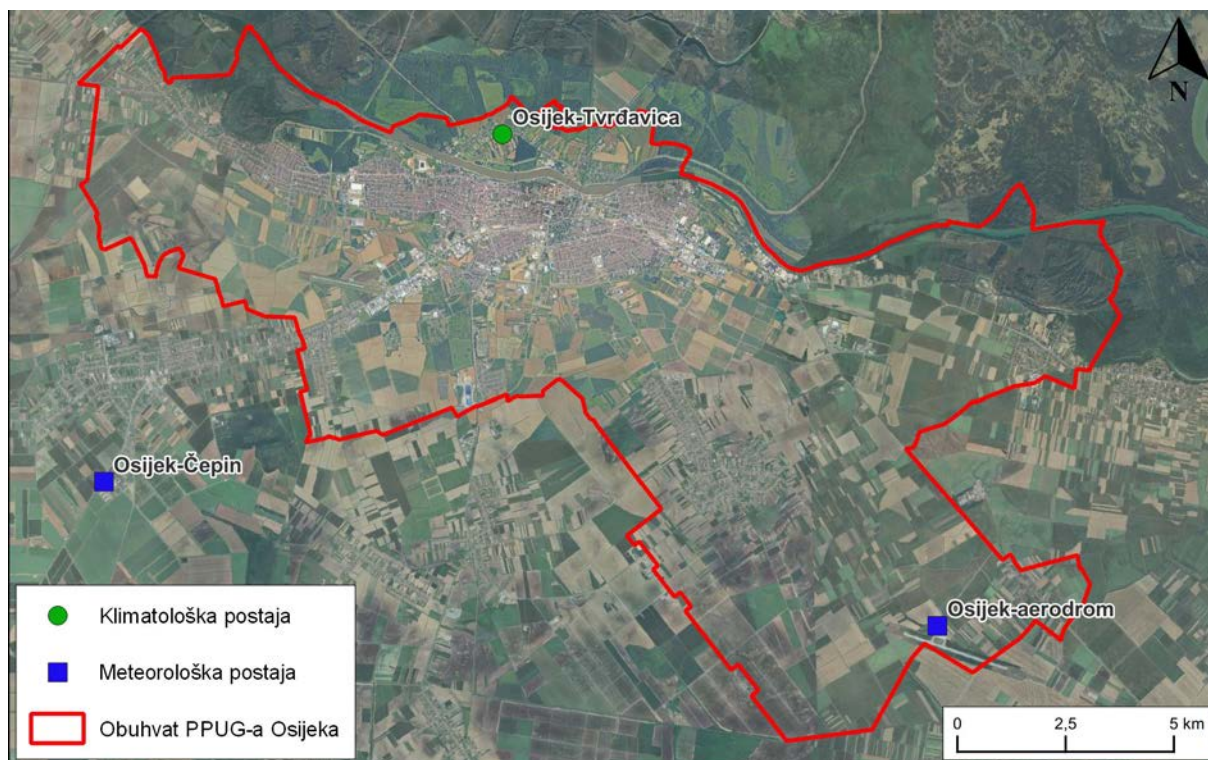 Osijek-Tvrđavica
N
Osijek-Čepin
Osijek-aerodrom
Klimatološka postaja
Meteorološka postaja
Obuhvat PPUG-a Osijeka
0 2,5 5 km